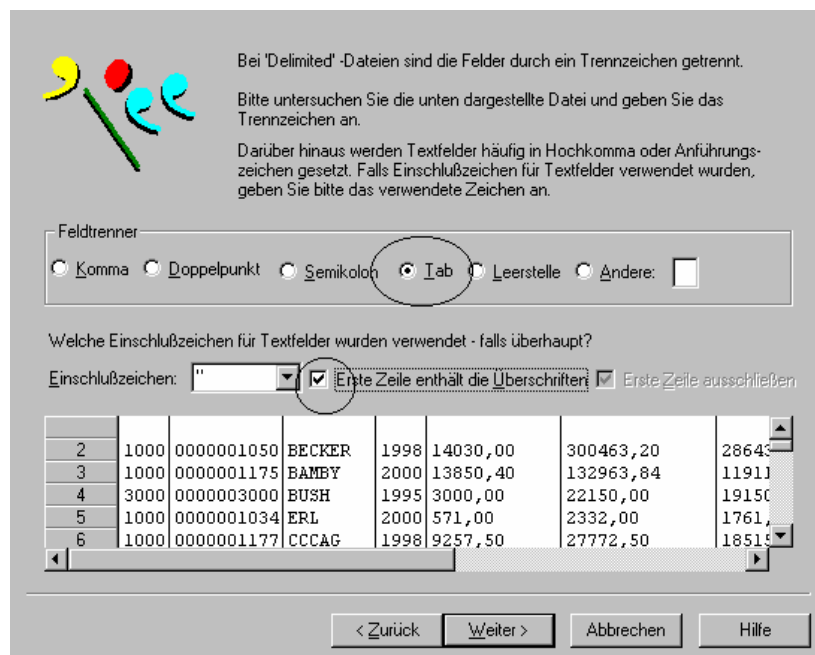 Bei 'Delimited' -Dateien sind die Felder durch ein Trennzeichen getrennt.
Bitte untersuchen Sie die unten dargestellte Datei und geben Sie das
Trennzeichen an.
Darüber hinaus werden Textfelder häufig in Hochkomma oder Anführungs-
zeichen gesetzt. Falls Einschlußzeichen für Textfelder verwendet wurden,
geben Sie bitte das verwendete Zeichen an.
Feldtrenner
Komma Doppelpunkt Semikolon Tab Leerstelle Andere:
Welche Einschlußzeichen für Textfelder wurden verwendet - falls überhaupt?
Einschlußzeichen: " Erste Zeile enthält die Überschriften Erste Zeile ausschließen
2 1000 0000001050 BECKER 1998 14030,00 300463,20 28643
3 1000 0000001175 BAMBY 2000 13850,40 132963,84 11911
4 3000 0000003000 BUSH 1995 3000,00 22150,00 19150
5 1000 0000001034 ERL 2000 571,00 2332,00 1761,
6 1000 0000001177 CCCAG 1998 9257,50 27772,50 18515
< Zurück Weiter > Abbrechen Hilfe